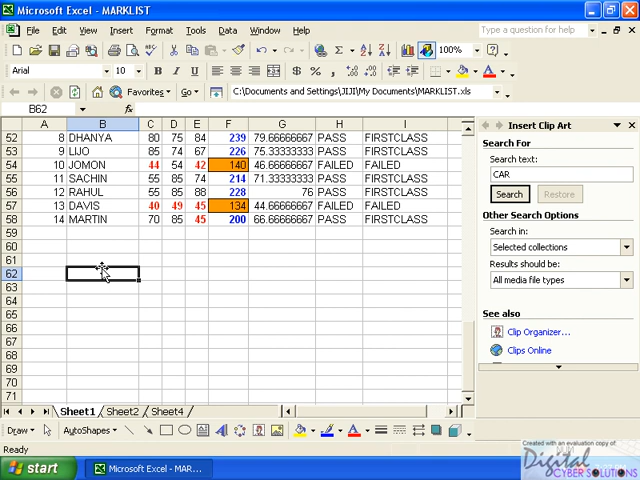 Microsoft Excel - MARKLIST
File Edit View Insert Format Tools Data Window Help
Type a question for help
100%
Arial 10 B I U
Favorites Go C:\Documents and Settings\JIJI\My Documents\MARKLIST.xls
B62 fx
A B C D E F G H I
52 8 DHANYA 80 75 84 239 79.66666667 PASS FIRSTCLASS
53 9 LIJO 85 74 67 226 75.33333333 PASS FIRSTCLASS
54 10 JOMON 44 54 42 140 46.66666667 FAILED FAILED
55 11 SACHIN 55 85 74 214 71.33333333 PASS FIRSTCLASS
56 12 RAHUL 55 85 88 228 76 PASS FIRSTCLASS
57 13 DAVIS 40 49 45 134 44.66666667 FAILED FAILED
58 14 MARTIN 70 85 45 200 66.66666667 PASS FIRSTCLASS
59
60
61
62
63
64
65
66
67
68
69
70
71
Insert Clip Art
Search For
Search text:
CAR
Search Restore
Other Search Options
Search in:
Selected collections
Results should be:
All media file types
See also
Clip Organizer...
Clips Online
Sheet1 Sheet2 Sheet4
Draw AutoShapes
Ready
NUM
start Microsoft Excel - MAR...
Created with an evaluation copy of
Digital
CYBER SOLUTIONS